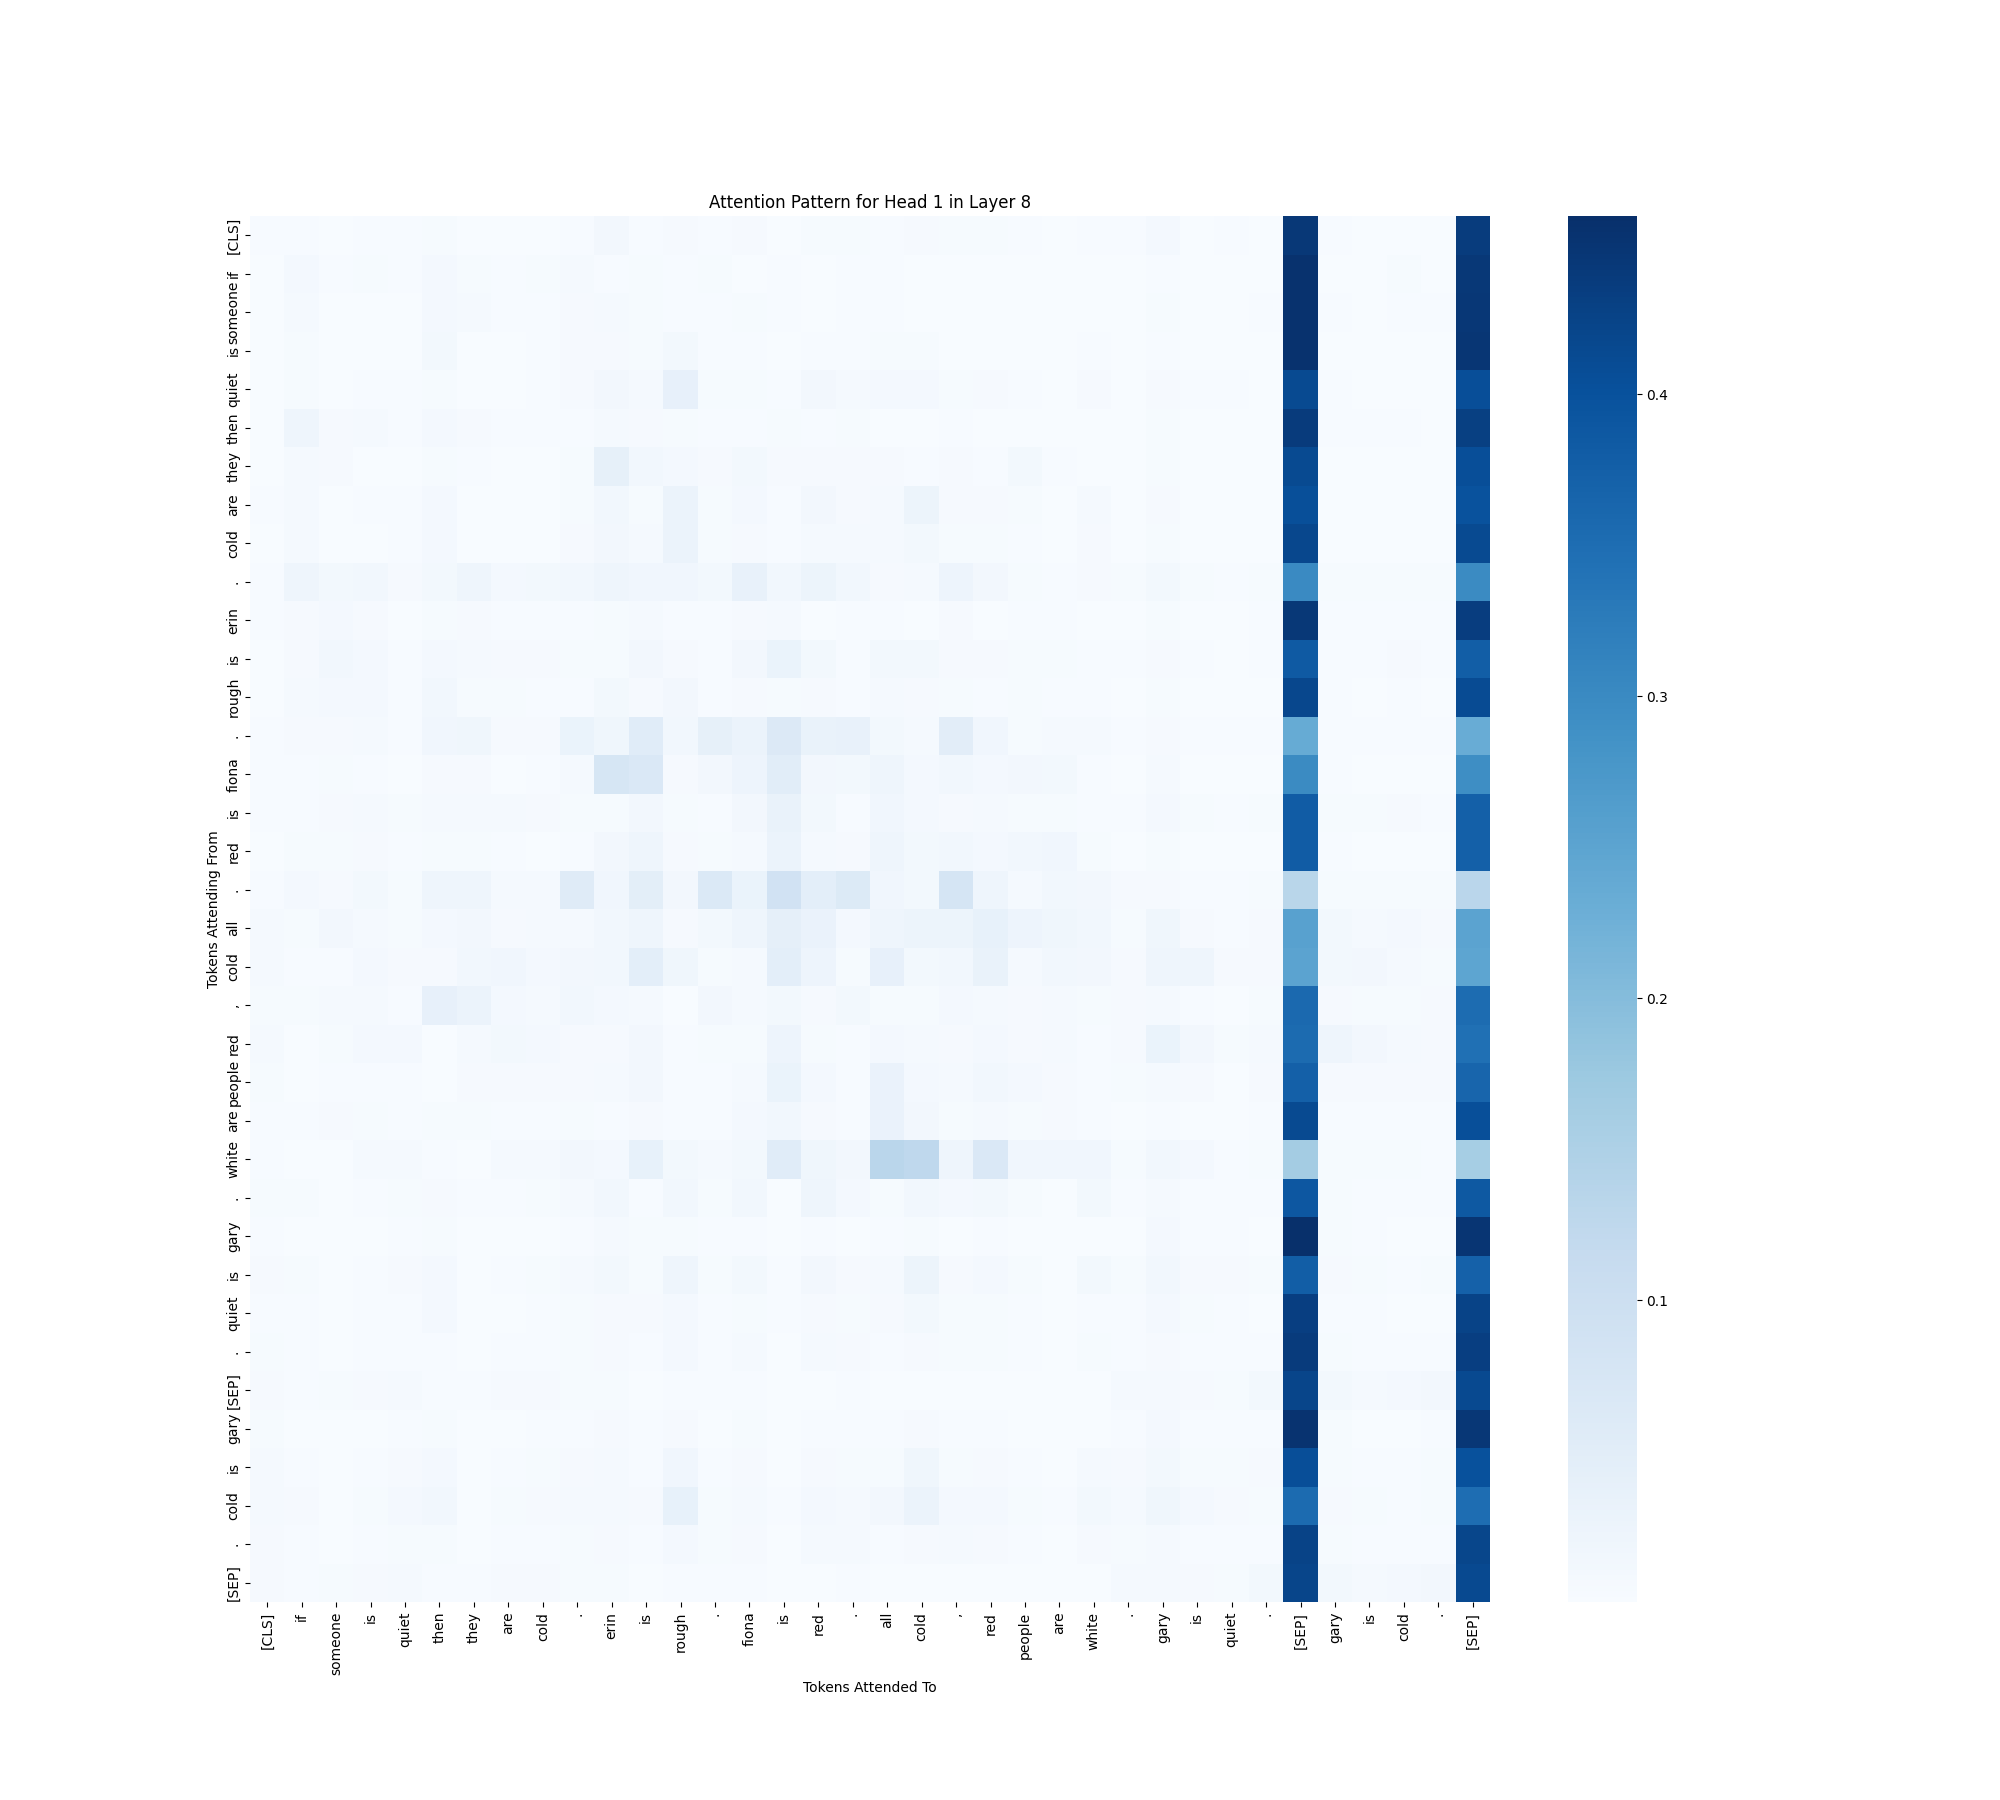 Attention Pattern for Head 1 in Layer 8
Tokens Attending From
[CLS]
if
someone
is
quiet
then
they
are
cold
.
erin
is
rough
.
fiona
is
red
.
all
cold
,
red
people
are
white
.
gary
is
quiet
.
[SEP]
gary
is
cold
.
[SEP]
[CLS]
if
someone
is
quiet
then
they
are
cold
.
erin
is
rough
.
fiona
is
red
.
all
cold
,
red
people
are
white
.
gary
is
quiet
.
[SEP]
gary
is
cold
.
[SEP]
Tokens Attended To
0.4
0.3
0.2
0.1